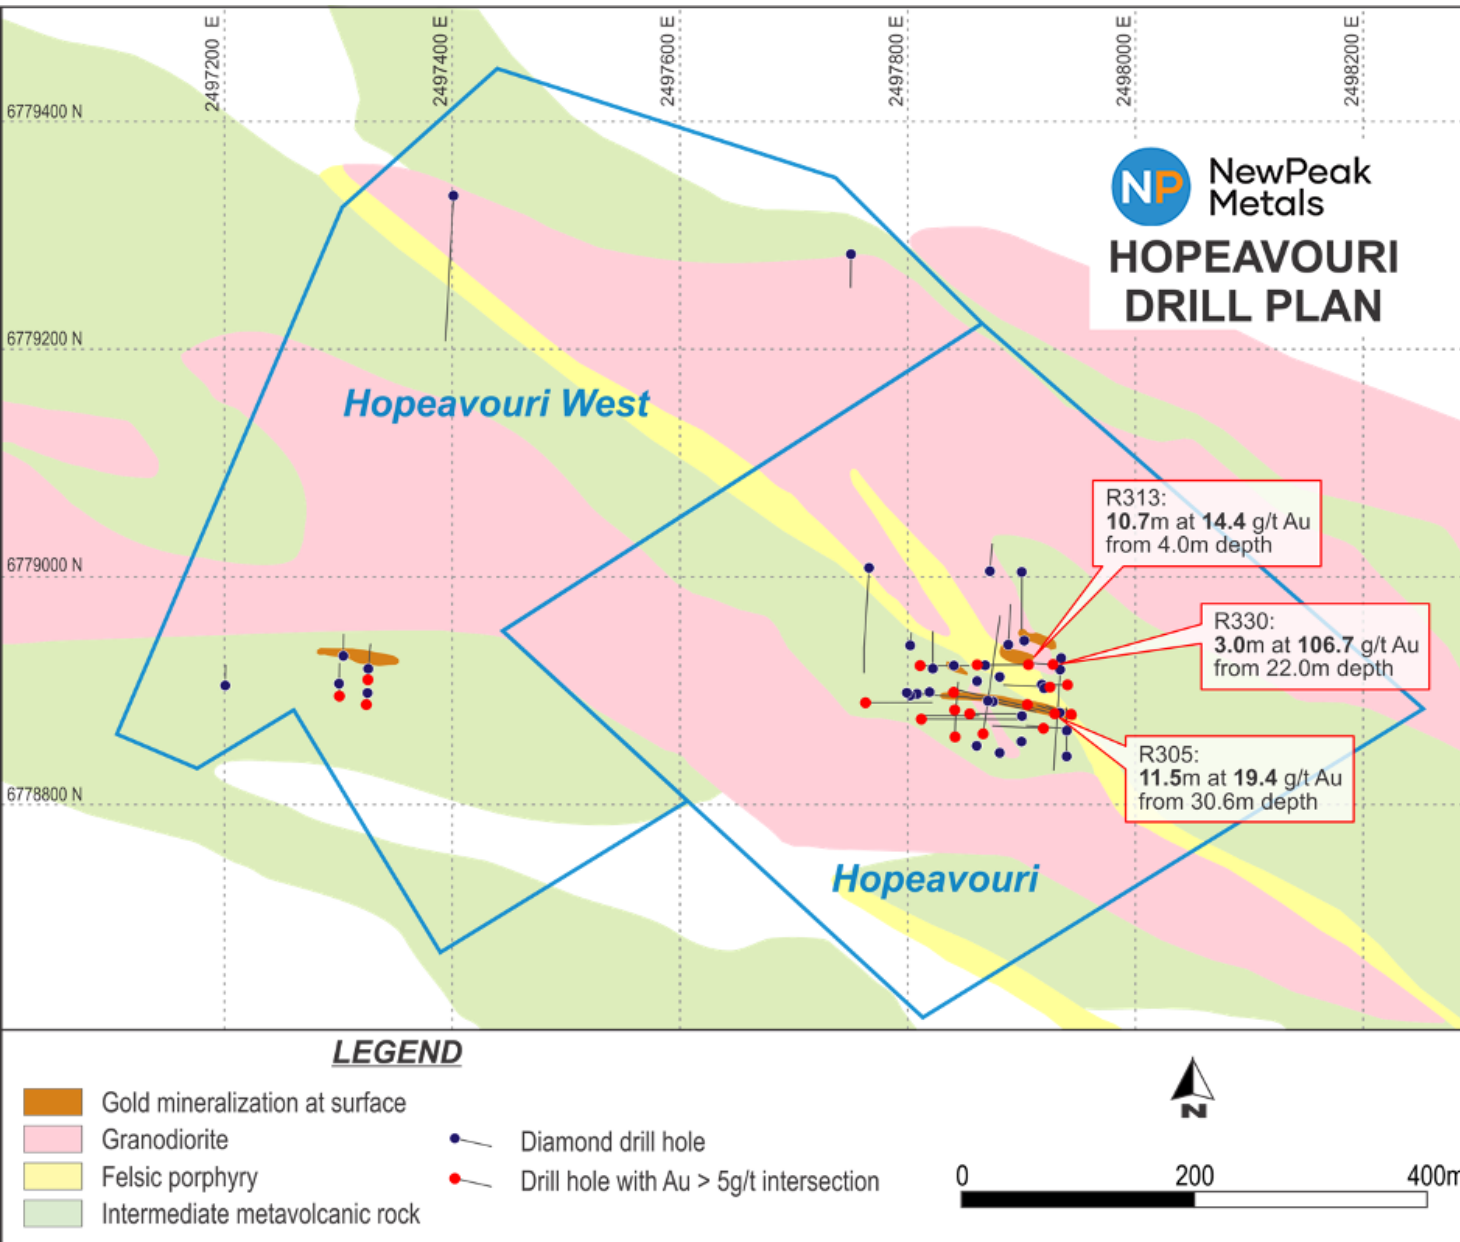 2497200 E
2497400 E
2497600 E
2497800 E
2498000 E
2498200 E
6779400 N
NP NewPeak
Metals
HOPEAVOURI
DRILL PLAN
6779200 N
Hopeavouri West
R313:
10.7m at 14.4 g/t Au
from 4.0m depth
6779000 N
R330:
3.0m at 106.7 g/t Au
from 22.0m depth
R305:
11.5m at 19.4 g/t Au
from 30.6m depth
6778800 N
Hopeavouri
LEGEND
Gold mineralization at surface
Granodiorite
Felsic porphyry
Intermediate metavolcanic rock
Diamond drill hole
Drill hole with Au > 5g/t intersection
N
0 200 400m